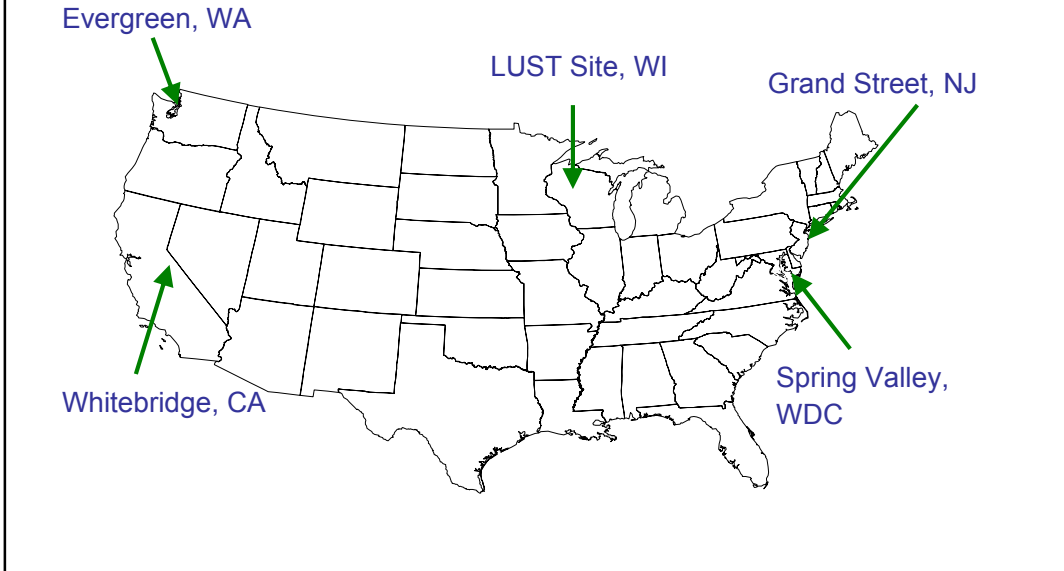 Evergreen, WA
LUST Site, WI
Grand Street, NJ
Whitebridge, CA
Spring Valley,
WDC